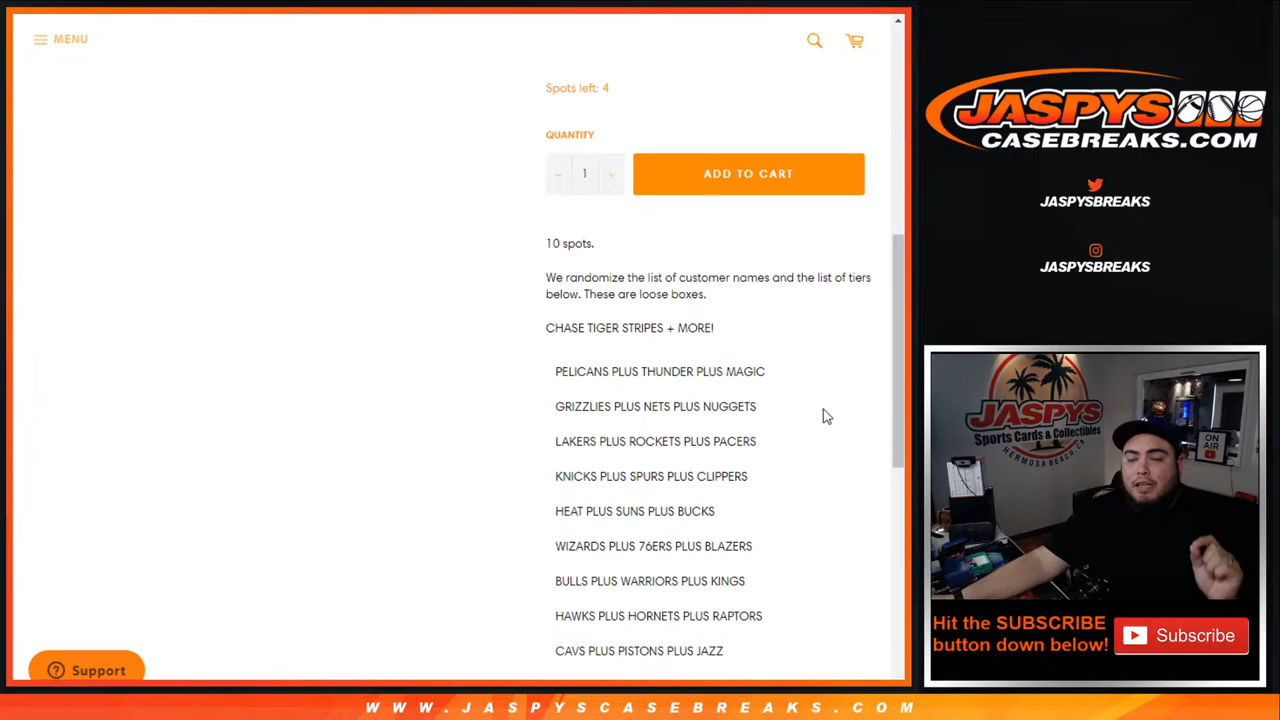 MENU
Spots left: 4
QUANTITY
− 1 +
ADD TO CART
10 spots.
We randomize the list of customer names and the list of tiers
below. These are loose boxes.
CHASE TIGER STRIPES + MORE!
PELICANS PLUS THUNDER PLUS MAGIC
GRIZZLIES PLUS NETS PLUS NUGGETS
LAKERS PLUS ROCKETS PLUS PACERS
KNICKS PLUS SPURS PLUS CLIPPERS
HEAT PLUS SUNS PLUS BUCKS
WIZARDS PLUS 76ERS PLUS BLAZERS
BULLS PLUS WARRIORS PLUS KINGS
HAWKS PLUS HORNETS PLUS RAPTORS
CAVS PLUS PISTONS PLUS JAZZ
Support
JASPYS
CASEBREAKS.COM
JASPYSBREAKS
JASPYSBREAKS
JASPYS
Sports Cards & Collectibles
HERMOSA BEACH, CA
ON
AIR
Hit the SUBSCRIBE
button down below!
Subscribe
WWW.JASPYSCASEBREAKS.COM